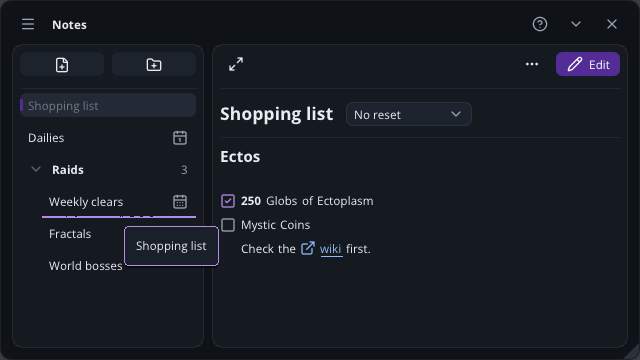 Notes
Shopping list
Dailies
Raids 3
Weekly clears
Fractals
World bosses
Shopping list
Edit
Shopping list No reset
Ectos
250 Globs of Ectoplasm
Mystic Coins
Check the wiki first.